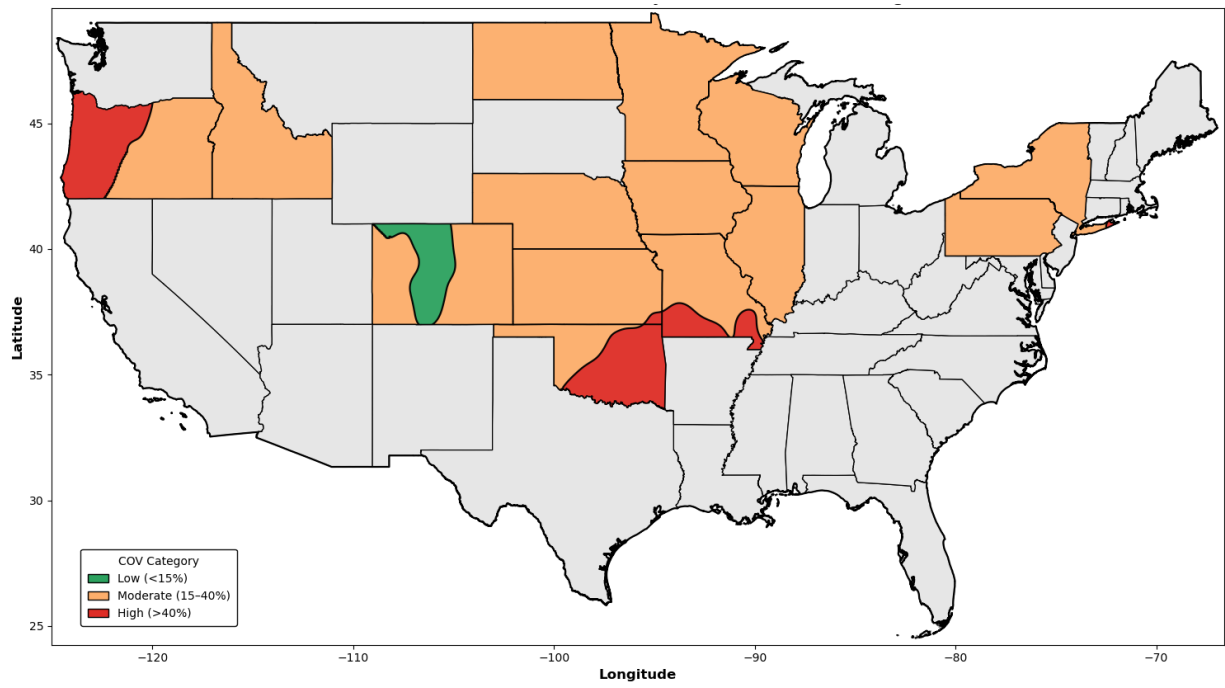 45
40
35
30
25
Latitude
−120
−110
−100
−90
−80
−70
Longitude
COV Category
Low (<15%)
Moderate (15–40%)
High (>40%)